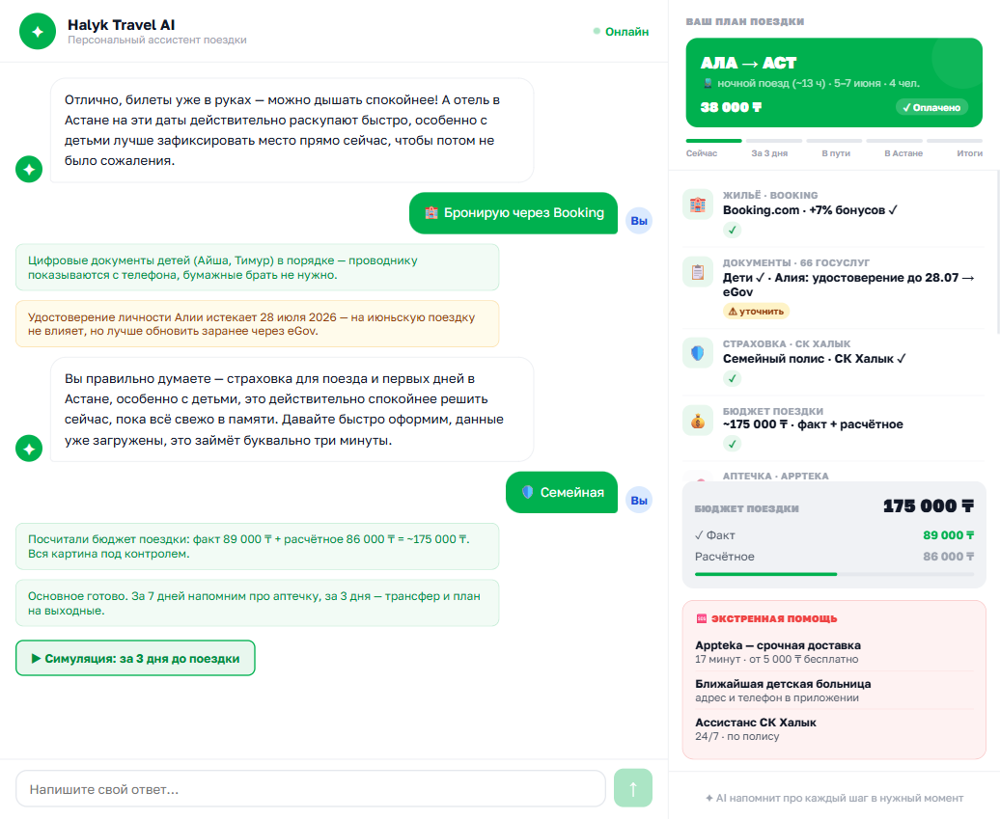 Halyk Travel AI
Персональный ассистент поездки
Онлайн
Отлично, билеты уже в руках — можно дышать спокойнее! А отель в
Астане на эти даты действительно раскупают быстро, особенно с
детьми лучше зафиксировать место прямо сейчас, чтобы потом не
было сожаления.
Бронирую через Booking
Вы
Цифровые документы детей (Айша, Тимур) в порядке — проводнику
показываются с телефона, бумажные брать не нужно.
Удостоверение личности Алии истекает 28 июля 2026 — на июньскую поездку
не влияет, но лучше обновить заранее через eGov.
Вы правильно думаете — страховка для поезда и первых дней в
Астане, особенно с детьми, это действительно спокойнее решить
сейчас, пока всё свежо в памяти. Давайте быстро оформим, данные
уже загружены, это займёт буквально три минуты.
Семейная
Вы
Посчитали бюджет поездки: факт 89 000 ₸ + расчётное 86 000 ₸ = ~175 000 ₸.
Вся картина под контролем.
Основное готово. За 7 дней напомним про аптечку, за 3 дня — трансфер и план
на выходные.
▶ Симуляция: за 3 дня до поездки
Напишите свой ответ...
ВАШ ПЛАН ПОЕЗДКИ
АЛА → АСТ
ночной поезд (~13 ч) · 5–7 июня · 4 чел.
38 000 ₸
✓ Оплачено
Сейчас
За 3 дня
В пути
В Астане
Итоги
ЖИЛЬЁ · BOOKING
Booking.com · +7% бонусов ✓
✓
ДОКУМЕНТЫ · 66 ГОСУСЛУГ
Дети ✓ · Алия: удостоверение до 28.07 →
eGov
⚠ уточнить
СТРАХОВКА · СК ХАЛЫК
Семейный полис · СК Халык ✓
✓
БЮДЖЕТ ПОЕЗДКИ
~175 000 ₸ · факт + расчётное
✓
АПТЕЧКА · APPTEKA
БЮДЖЕТ ПОЕЗДКИ
175 000 ₸
✓ Факт
89 000 ₸
Расчётное
86 000 ₸
🆘 ЭКСТРЕННАЯ ПОМОЩЬ
Appteka — срочная доставка
17 минут · от 5 000 ₸ бесплатно
Ближайшая детская больница
адрес и телефон в приложении
Ассистанс СК Халык
24/7 · по полису
✦ AI напомнит про каждый шаг в нужный момент